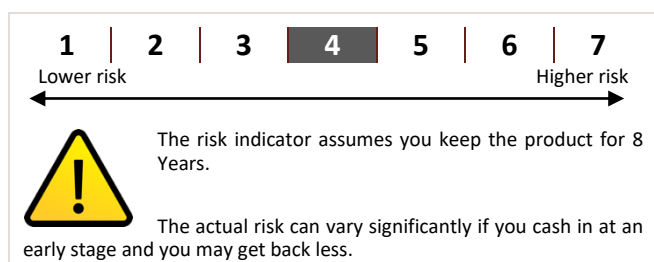 1 2 3 4 5 6 7
Lower risk Higher risk
The risk indicator assumes you keep the product for 8
Years.
The actual risk can vary significantly if you cash in at an
early stage and you may get back less.